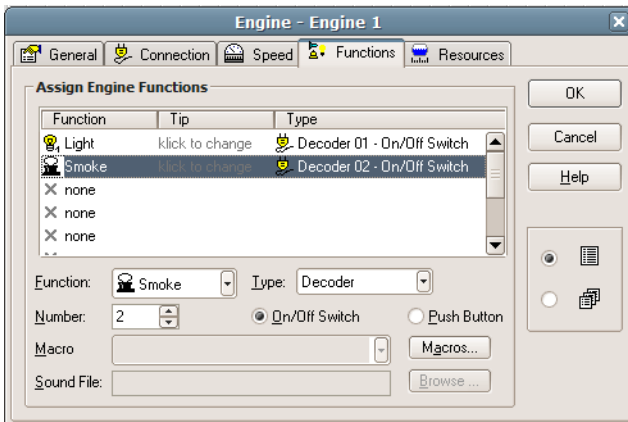 Engine - Engine 1
General Connection Speed Functions Resources
Assign Engine Functions
Function Tip Type
Light klick to change Decoder 01 - On/Off Switch
Smoke klick to change Decoder 02 - On/Off Switch
none
none
none
Function: Smoke Type: Decoder
Number: 2 On/Off Switch Push Button
Macro Macros...
Sound File: Browse ...
OK
Cancel
Help